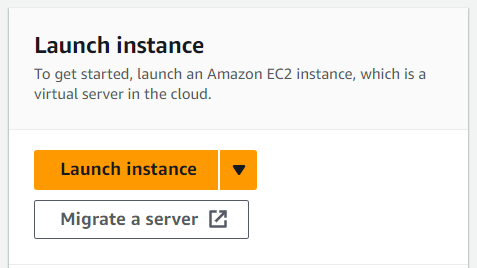 Launch instance
To get started, launch an Amazon EC2 instance, which is a
virtual server in the cloud.
Launch instance
Migrate a server